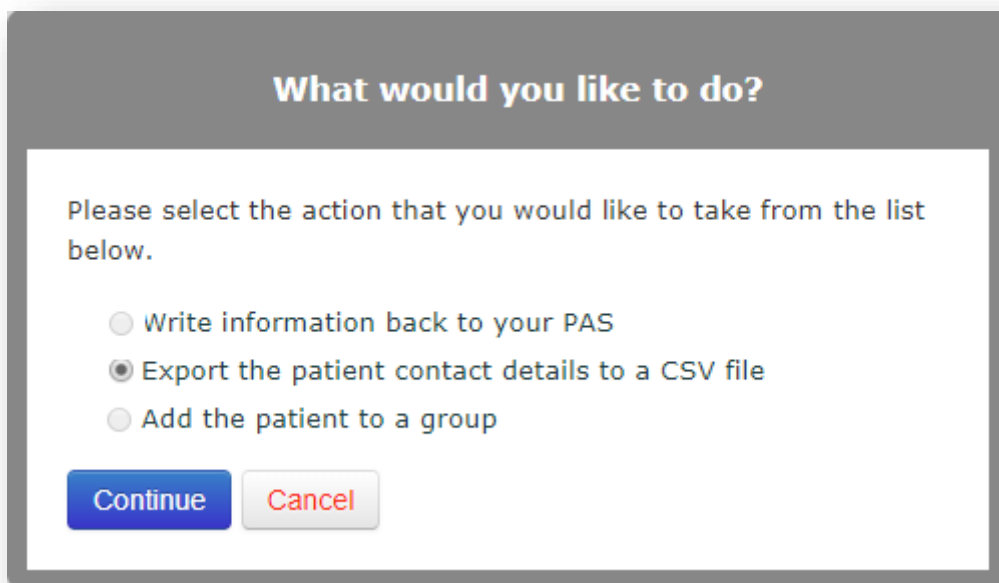 What would you like to do?
Please select the action that you would like to take from the list
below.
Write information back to your PAS
Export the patient contact details to a CSV file
Add the patient to a group
Continue Cancel